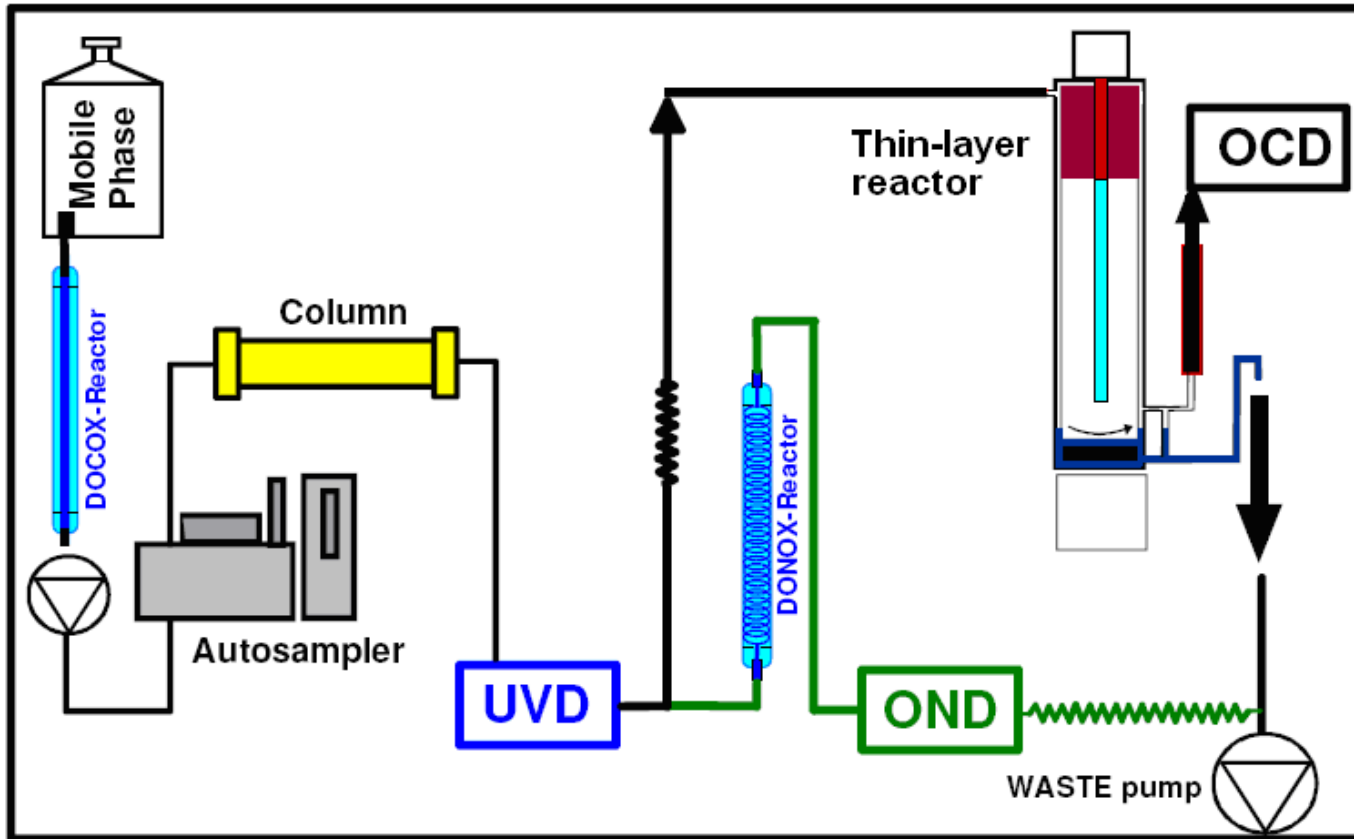 Mobile
Phase
DOCOX-Reactor
Column
Autosampler
UVD
DONOX-Reactor
Thin-layer
reactor
OCD
OND
WASTE pump